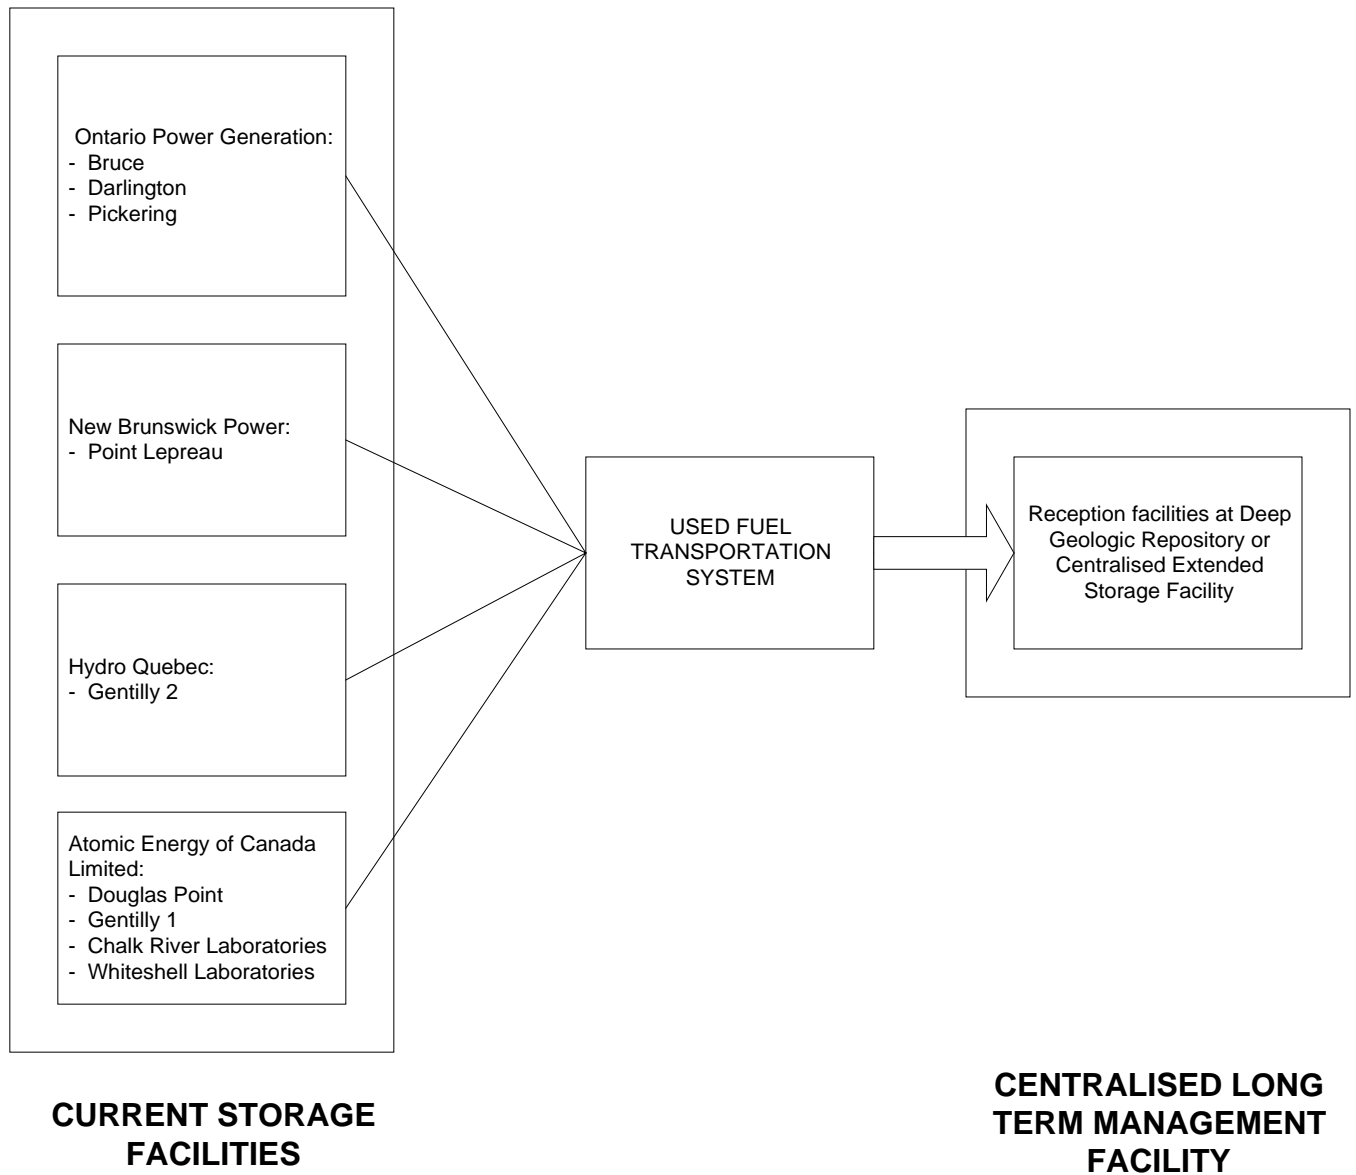 Ontario Power Generation:
- Bruce
- Darlington
- Pickering
New Brunswick Power:
- Point Lepreau
Hydro Quebec:
- Gentilly 2
Atomic Energy of Canada
Limited:
- Douglas Point
- Gentilly 1
- Chalk River Laboratories
- Whiteshell Laboratories
USED FUEL
TRANSPORTATION
SYSTEM
Reception facilities at Deep
Geologic Repository or
Centralised Extended
Storage Facility
CURRENT STORAGE
FACILITIES
CENTRALISED LONG
TERM MANAGEMENT
FACILITY